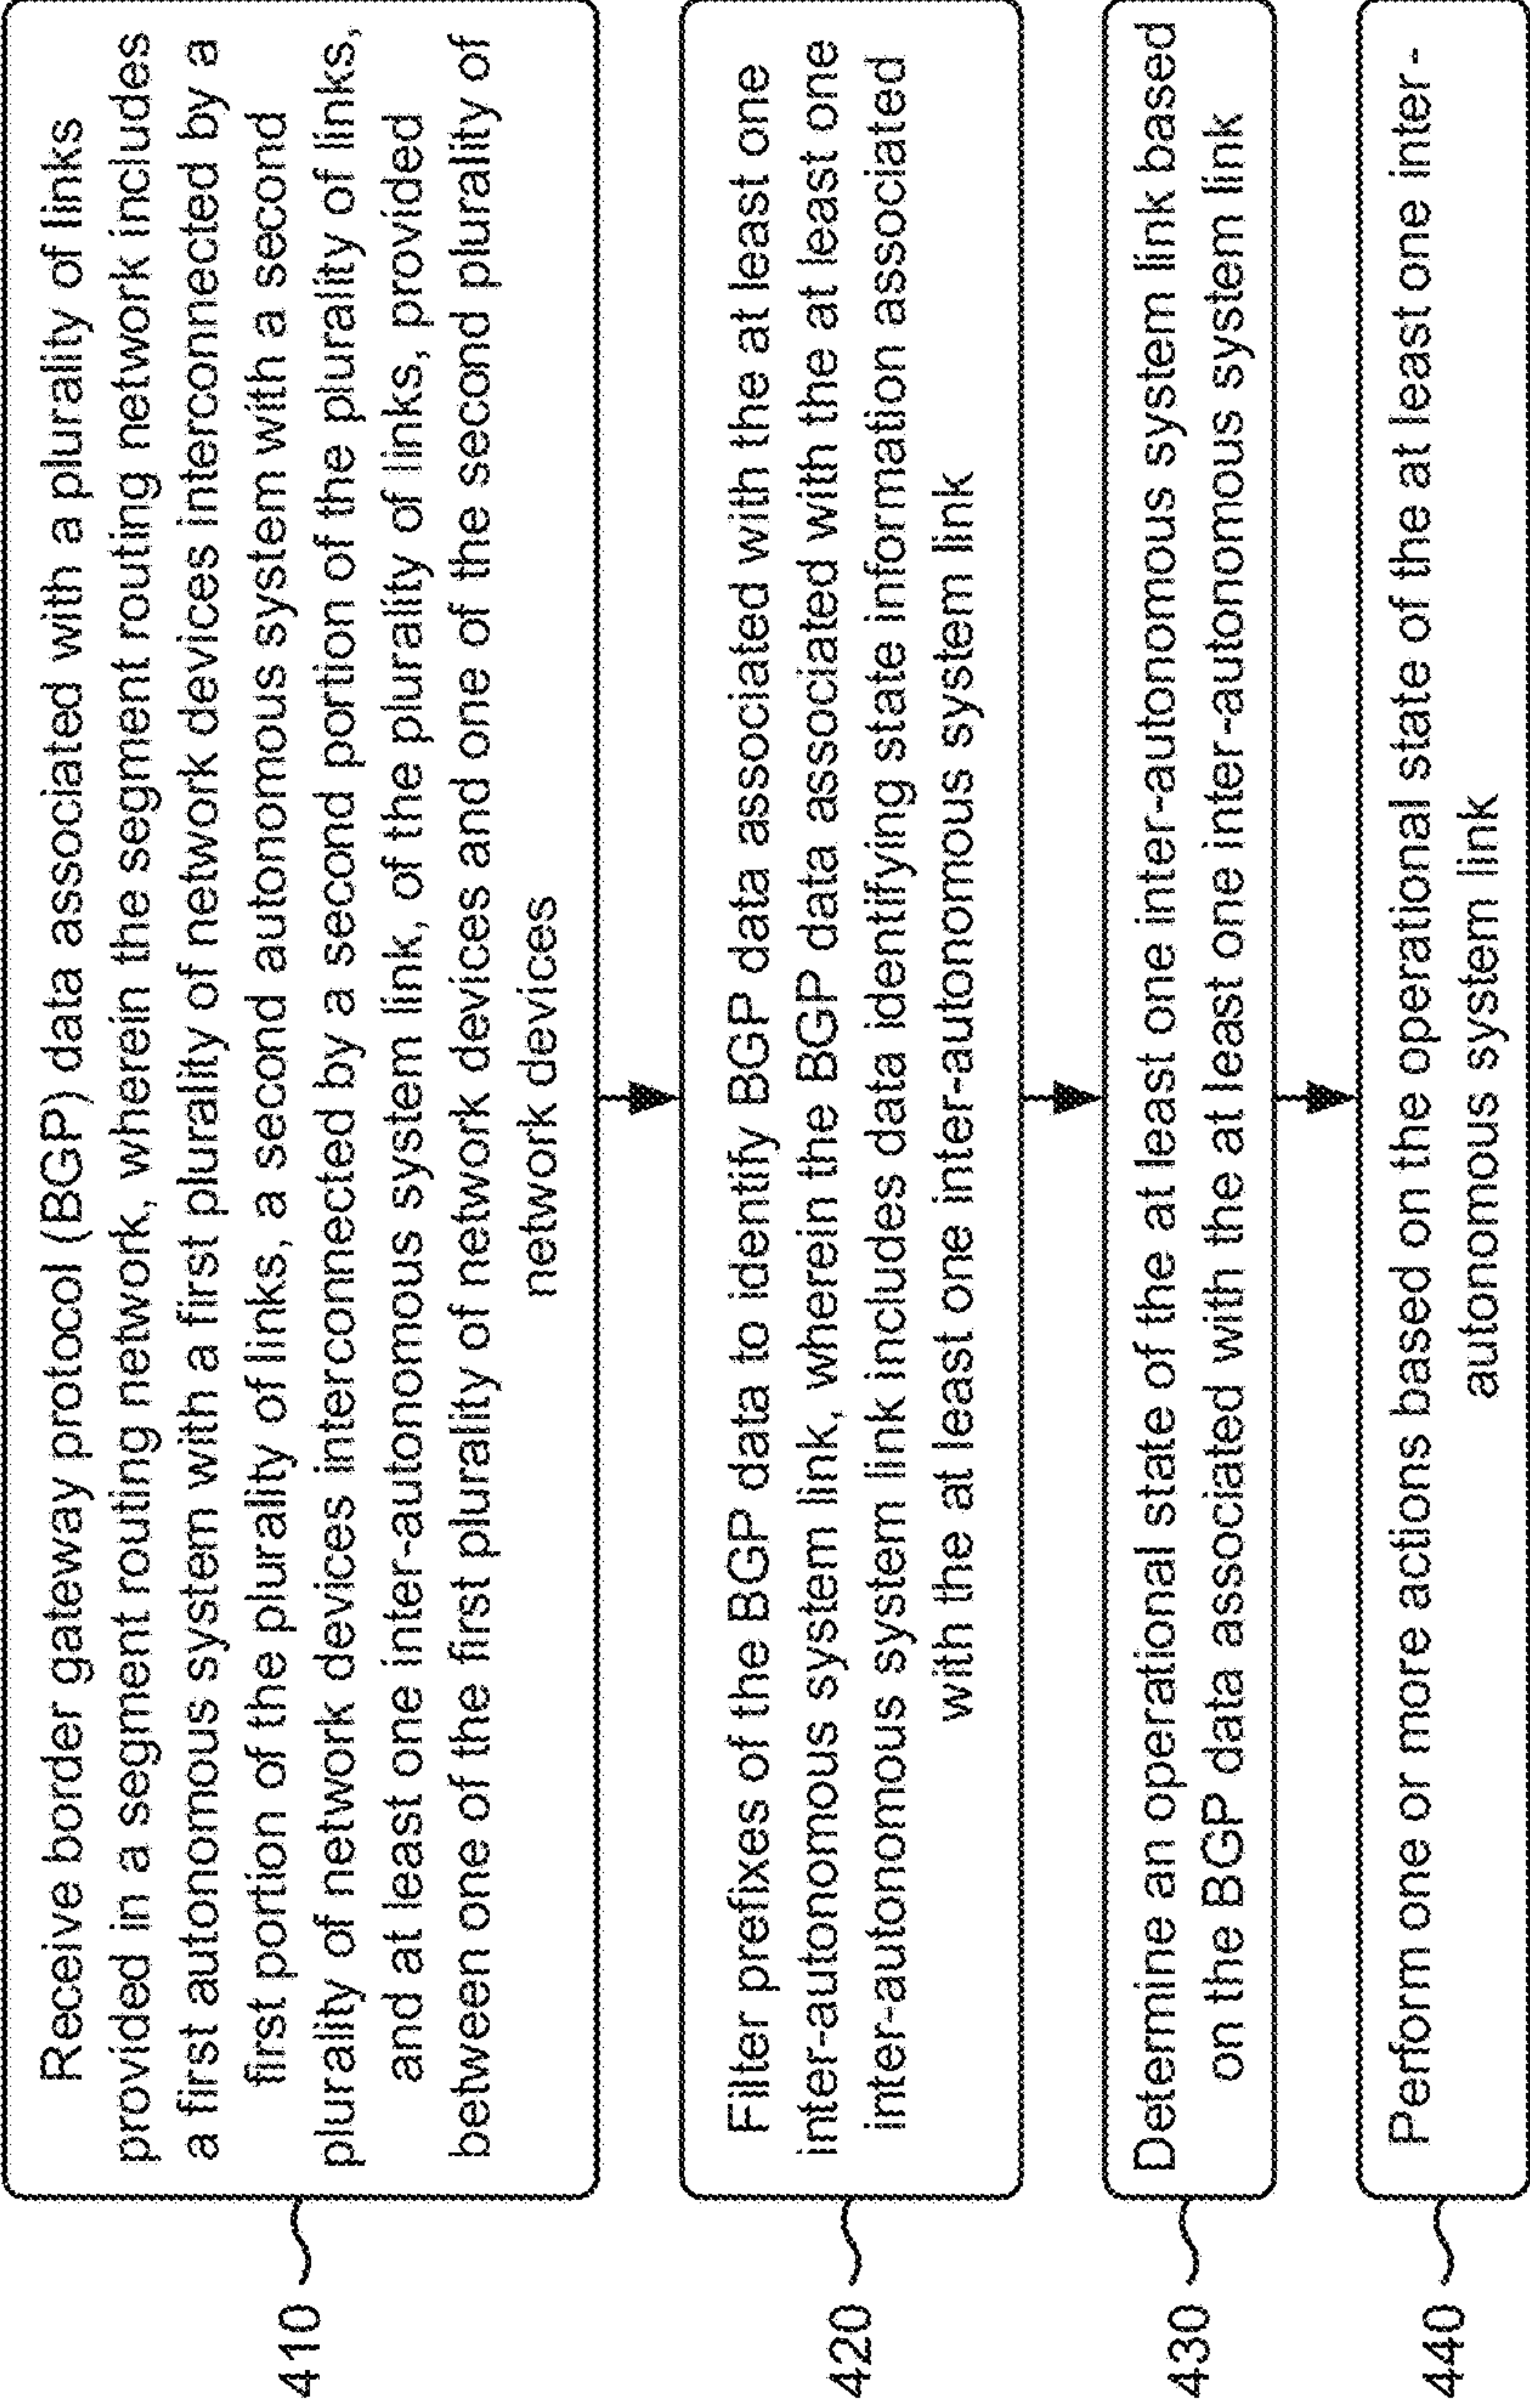 410
Receive border gateway protocol (BGP) data associated with a plurality of links
provided in a segment routing network, wherein the segment routing network includes
a first autonomous system with a first plurality of network devices interconnected by a
first portion of the plurality of links, a second autonomous system with a second
plurality of network devices interconnected by a second portion of the plurality of links,
and at least one inter-autonomous system link, of the plurality of links, provided
between one of the first plurality of network devices and one of the second plurality of
network devices
420
Filter prefixes of the BGP data to identify BGP data associated with the at least one
inter-autonomous system link, wherein the BGP data associated with the at least one
inter-autonomous system link includes data identifying state information associated
with the at least one inter-autonomous system link
430
Determine an operational state of the at least one inter-autonomous system link based
on the BGP data associated with the at least one inter-autonomous system link
440
Perform one or more actions based on the operational state of the at least one inter-
autonomous system link